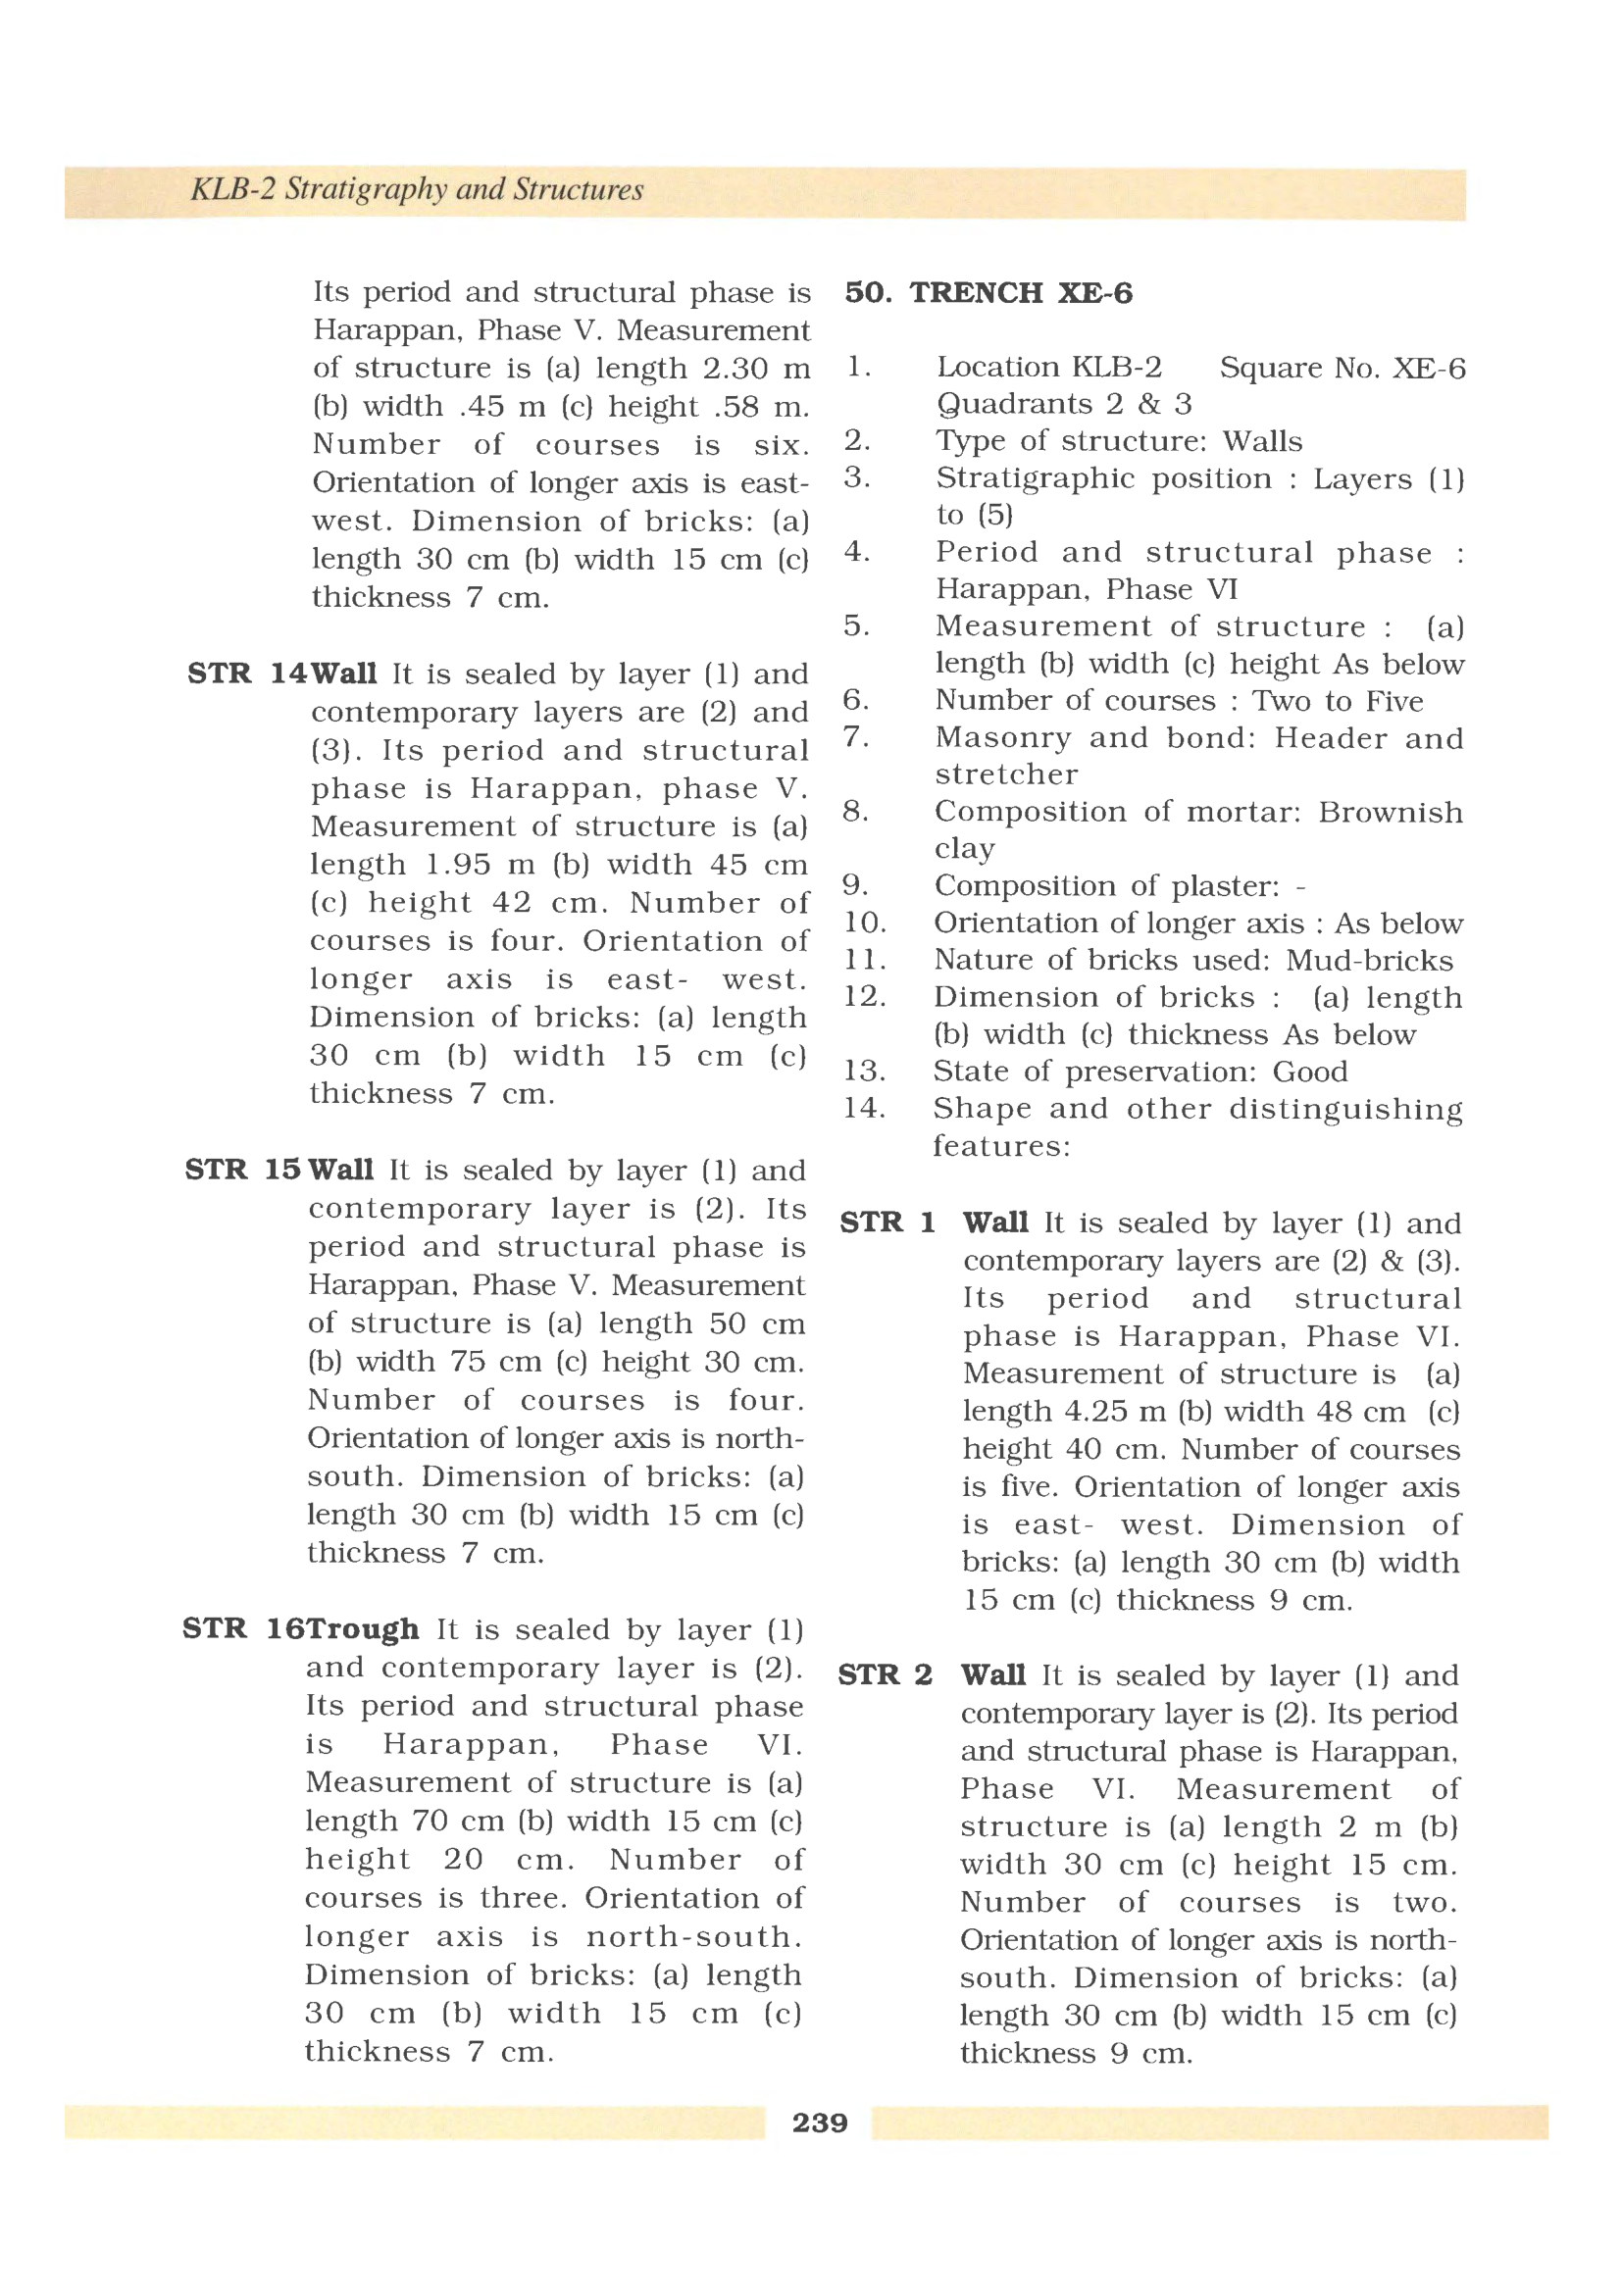 KLB-2 Stratigraphy and Structures
Its period and structural phase is
Harappan, Phase V. Measurement
of structure is (a) length 2.30 m
(b) width .45 m (c) height .58 m.
Number of courses is six.
Orientation of longer axis is east-
west. Dimension of bricks: (a)
length 30 cm (b) width 15 cm (c)
thickness 7 cm.
STR 14 Wall It is sealed by layer (1) and
contemporary layers are (2) and
(3). Its period and structural
phase is Harappan, phase V.
Measurement of structure is (a)
length 1.95 m (b) width 45 cm
(c) height 42 cm. Number of
courses is four. Orientation of
longer axis is east- west.
Dimension of bricks: (a) length
30 cm (b) width 15 cm (c)
thickness 7 cm.
STR 15 Wall It is sealed by layer (1) and
contemporary layer is (2). Its
period and structural phase is
Harappan, Phase V. Measurement
of structure is (a) length 50 cm
(b) width 75 cm (c) height 30 cm.
Number of courses is four.
Orientation of longer axis is north-
south. Dimension of bricks: (a)
length 30 cm (b) width 15 cm (c)
thickness 7 cm.
STR 16 Trough It is sealed by layer (1)
and contemporary layer is (2).
Its period and structural phase
is Harappan, Phase VI.
Measurement of structure is (a)
length 70 cm (b) width 15 cm (c)
height 20 cm. Number of
courses is three. Orientation of
longer axis is north-south.
Dimension of bricks: (a) length
30 cm (b) width 15 cm (c)
thickness 7 cm.
50. TRENCH XE-6
1. Location KLB-2 Square No. XE-6
Quadrants 2 & 3
2. Type of structure: Walls
3. Stratigraphic position : Layers (1)
to (5)
4. Period and structural phase :
Harappan, Phase VI
5. Measurement of structure : (a)
length (b) width (c) height As below
6. Number of courses : Two to Five
7. Masonry and bond: Header and
stretcher
8. Composition of mortar: Brownish
clay
9. Composition of plaster: -
10. Orientation of longer axis : As below
11. Nature of bricks used: Mud-bricks
12. Dimension of bricks : (a) length
(b) width (c) thickness As below
13. State of preservation: Good
14. Shape and other distinguishing
features:
STR 1 Wall It is sealed by layer (1) and
contemporary layers are (2) & (3).
Its period and structural
phase is Harappan, Phase VI.
Measurement of structure is (a)
length 4.25 m (b) width 48 cm (c)
height 40 cm. Number of courses
is five. Orientation of longer axis
is east- west. Dimension of
bricks: (a) length 30 cm (b) width
15 cm (c) thickness 9 cm.
STR 2 Wall It is sealed by layer (1) and
contemporary layer is (2). Its period
and structural phase is Harappan,
Phase VI. Measurement of
structure is (a) length 2 m (b)
width 30 cm (c) height 15 cm.
Number of courses is two.
Orientation of longer axis is north-
south. Dimension of bricks: (a)
length 30 cm (b) width 15 cm (c)
thickness 9 cm.
239